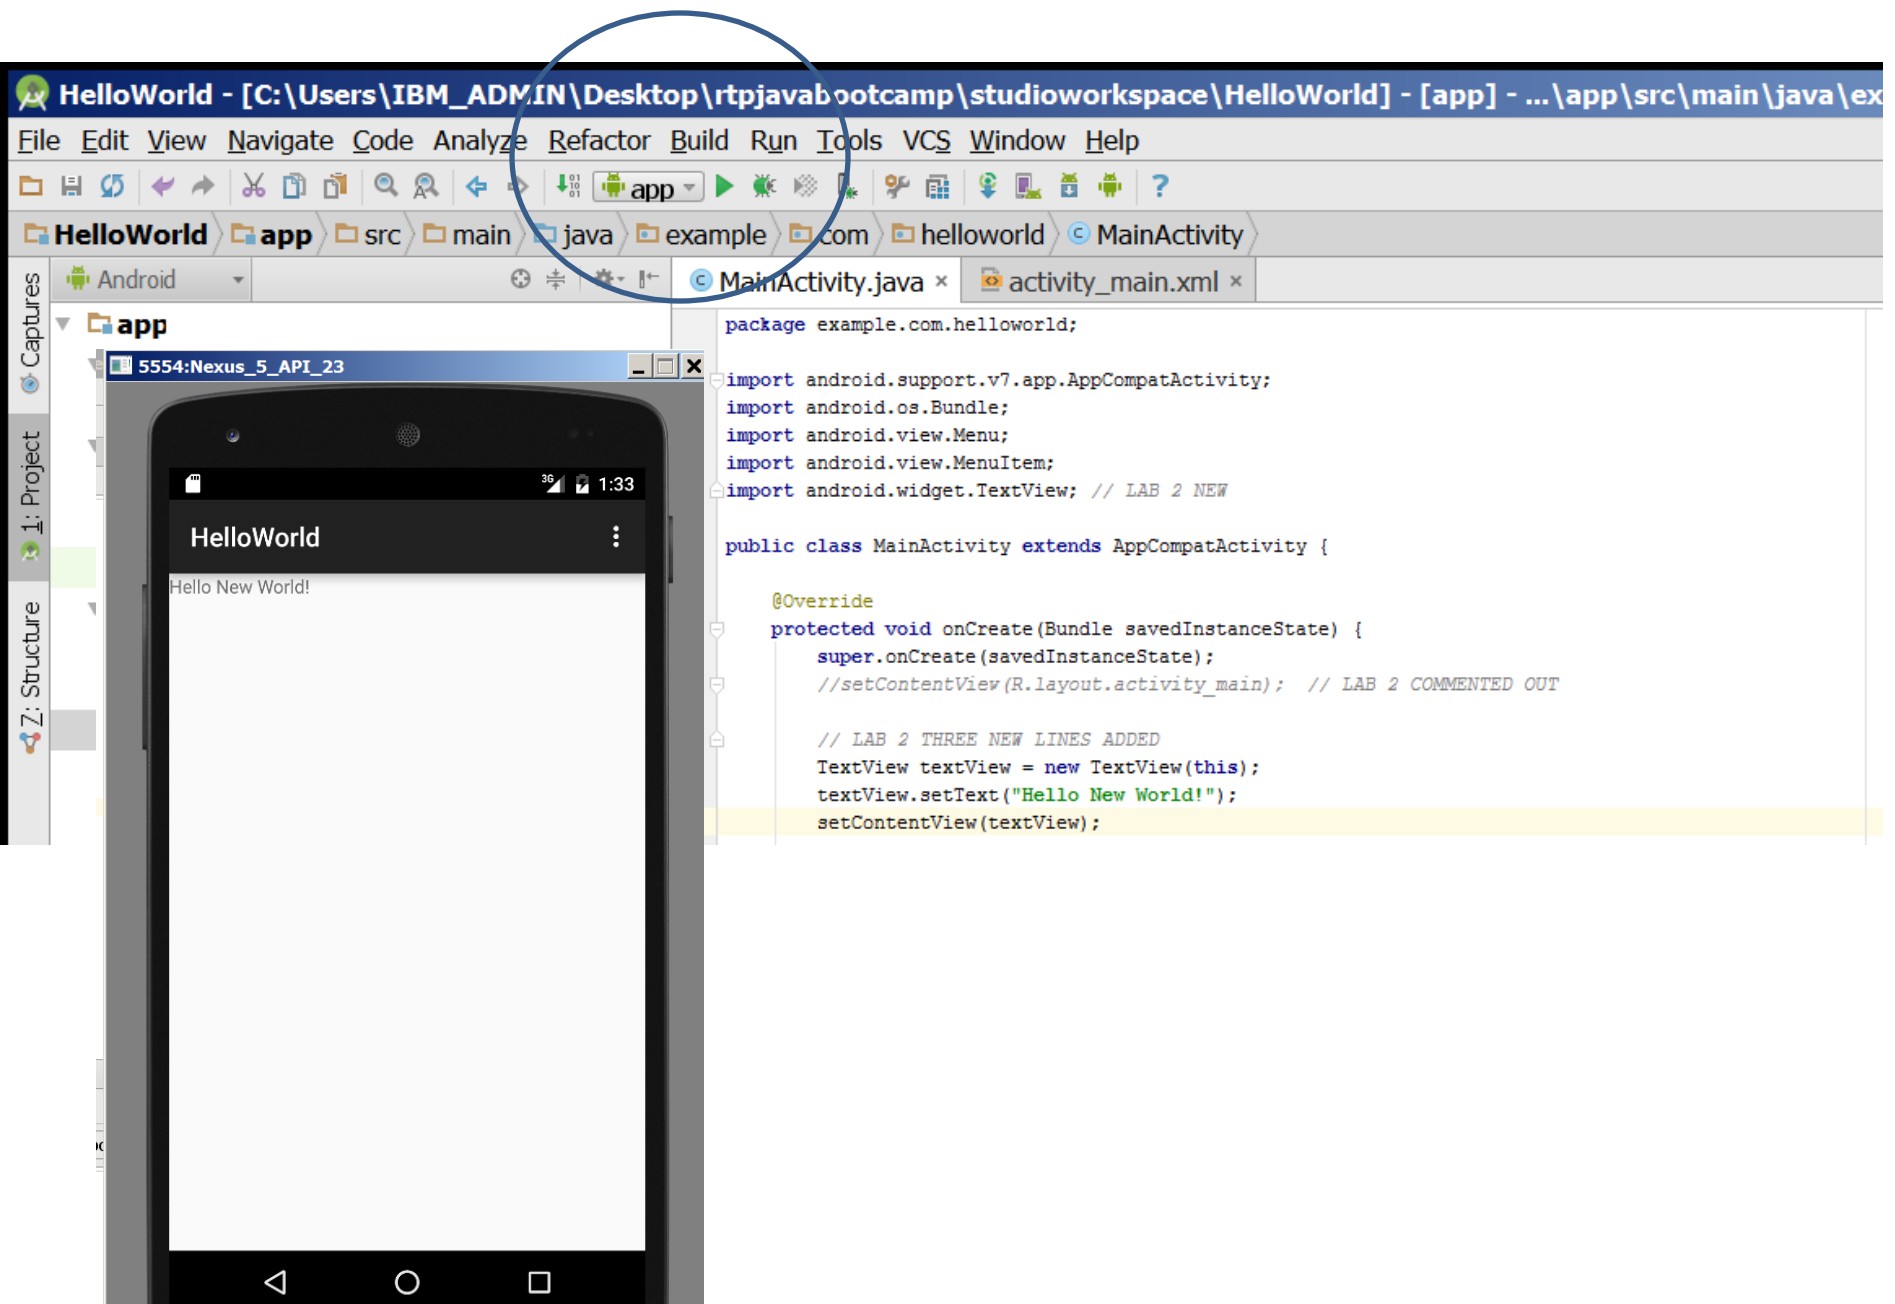 HelloWorld - [C:\Users\IBM_ADMIN\Desktop\rtpjavabootcamp\studioworkspace\HelloWorld] - [app] - ...\app\src\main\java\ex
File Edit View Navigate Code Analyze Refactor Build Run Tools VCS Window Help
app
HelloWorld app src main java example com helloworld MainActivity
Android
MainActivity.java activity_main.xml
Captures
1: Project
Z: Structure
app
5554:Nexus_5_API_23
3G 1:33
HelloWorld
Hello New World!
package example.com.helloworld;
import android.support.v7.app.AppCompatActivity;
import android.os.Bundle;
import android.view.Menu;
import android.view.MenuItem;
import android.widget.TextView; // LAB 2 NEW
public class MainActivity extends AppCompatActivity {
@Override
protected void onCreate(Bundle savedInstanceState) {
super.onCreate(savedInstanceState);
//setContentView(R.layout.activity_main); // LAB 2 COMMENTED OUT
// LAB 2 THREE NEW LINES ADDED
TextView textView = new TextView(this);
textView.setText("Hello New World!");
setContentView(textView);